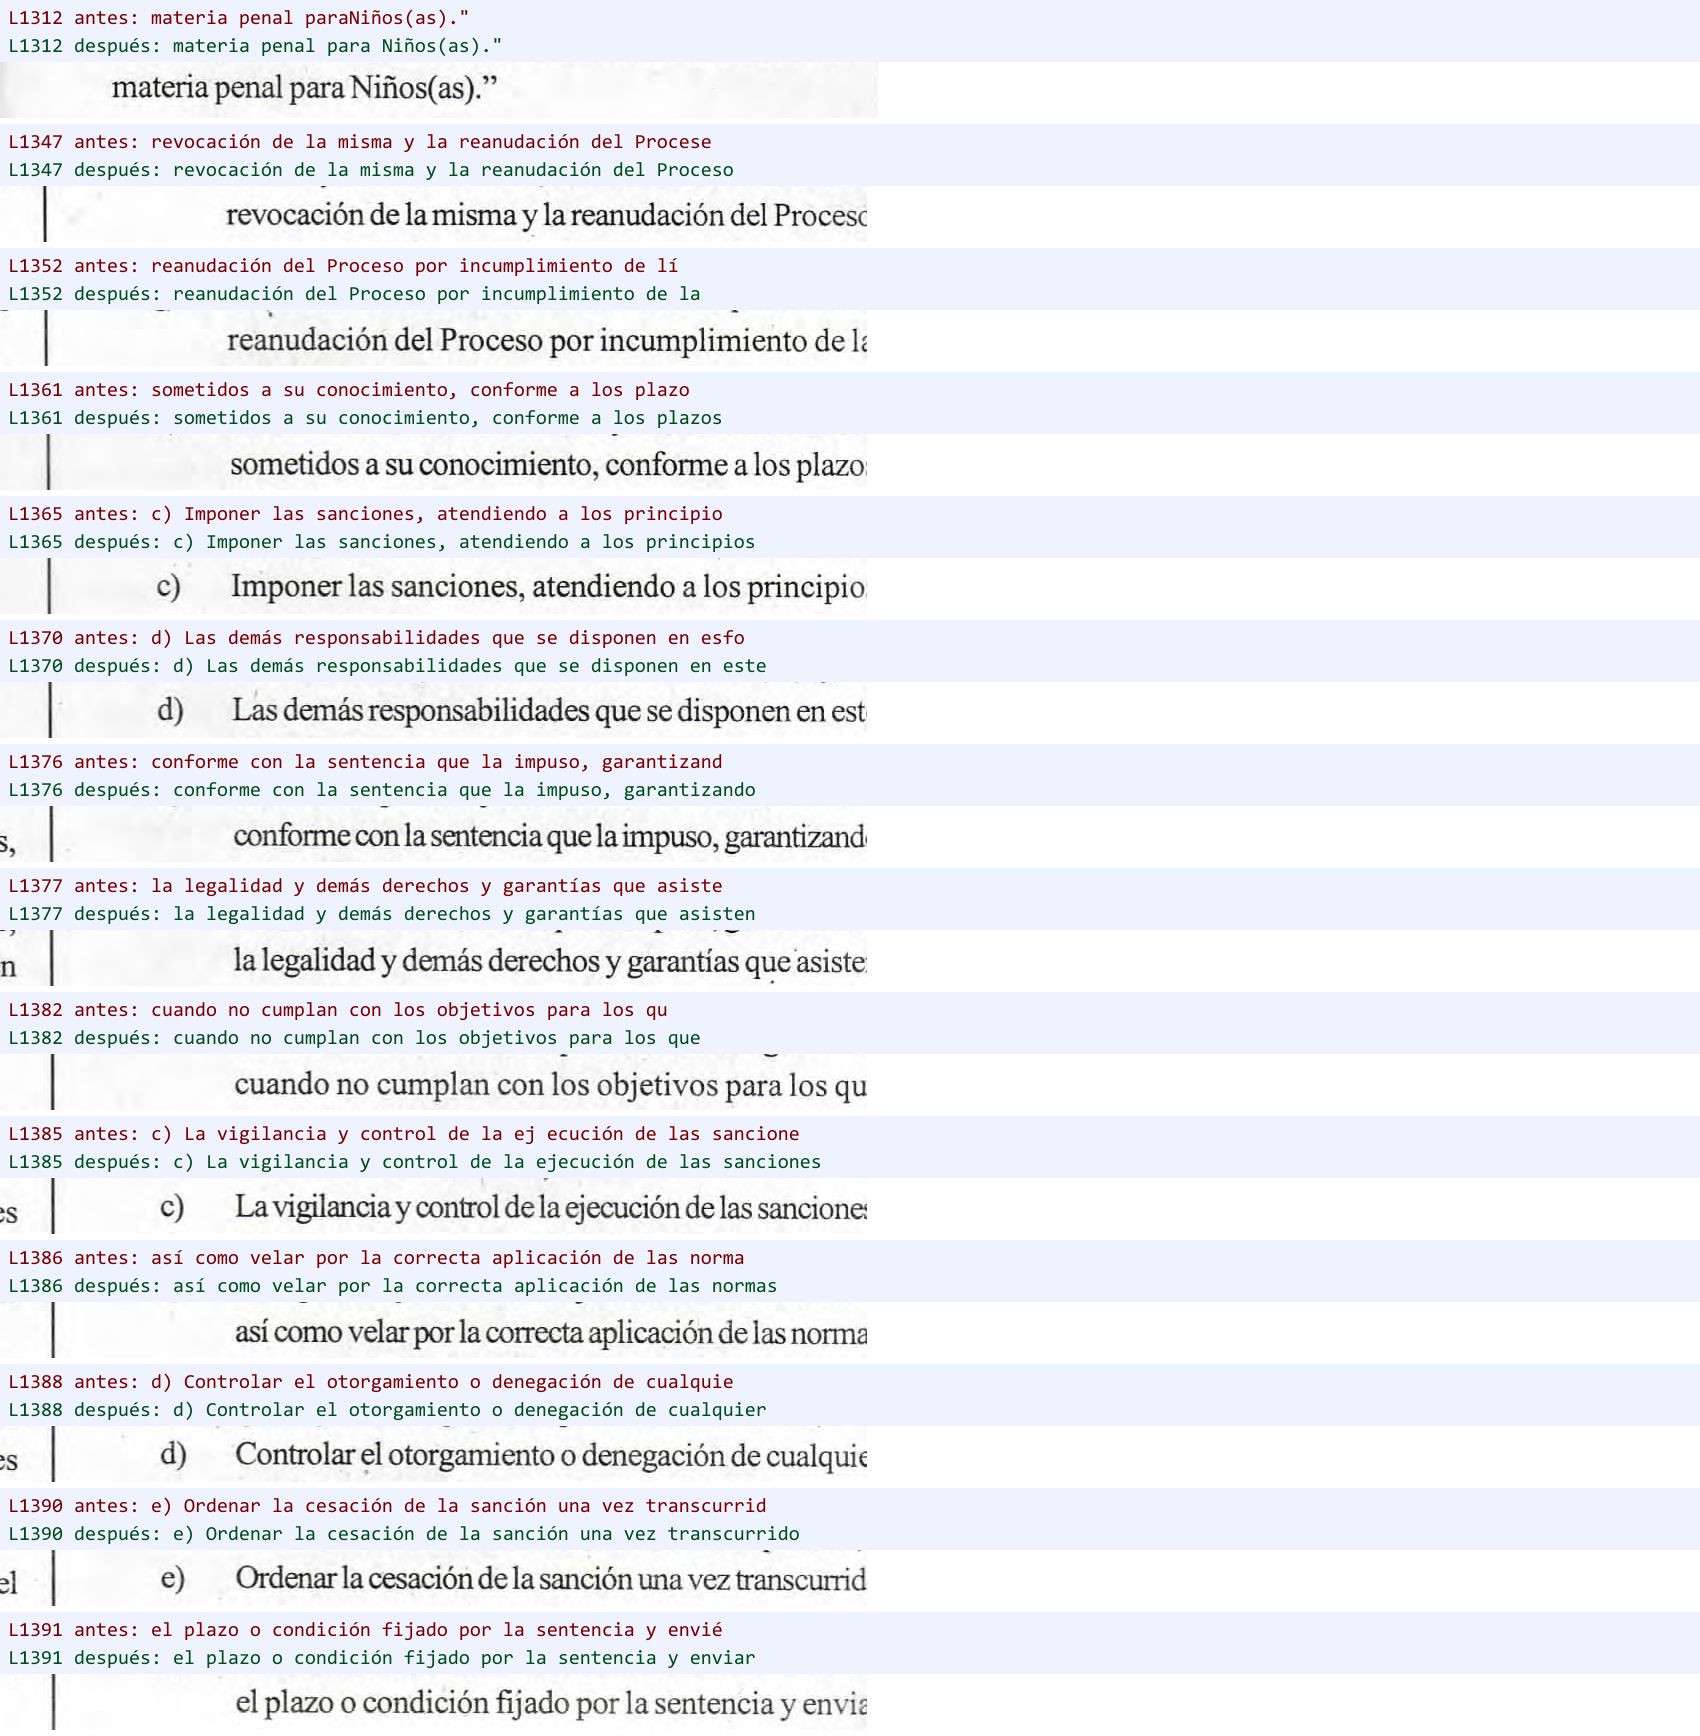 L1312 antes: materia penal paraNiños(as)."
L1312 después: materia penal para Niños(as)."
materia penal para Niños(as).”
L1347 antes: revocación de la misma y la reanudación del Procese
L1347 después: revocación de la misma y la reanudación del Proceso
revocación de la misma y la reanudación del Proceso
L1352 antes: reanudación del Proceso por incumplimiento de lí
L1352 después: reanudación del Proceso por incumplimiento de la
reanudación del Proceso por incumplimiento de la
L1361 antes: sometidos a su conocimiento, conforme a los plazo
L1361 después: sometidos a su conocimiento, conforme a los plazos
sometidos a su conocimiento, conforme a los plazo
L1365 antes: c) Imponer las sanciones, atendiendo a los principio
L1365 después: c) Imponer las sanciones, atendiendo a los principios
c) Imponer las sanciones, atendiendo a los principio
L1370 antes: d) Las demás responsabilidades que se disponen en esfo
L1370 después: d) Las demás responsabilidades que se disponen en este
d) Las demás responsabilidades que se disponen en est
L1376 antes: conforme con la sentencia que la impuso, garantizand
L1376 después: conforme con la sentencia que la impuso, garantizando
s, conforme con la sentencia que la impuso, garantizand
L1377 antes: la legalidad y demás derechos y garantías que asiste
L1377 después: la legalidad y demás derechos y garantías que asisten
n la legalidad y demás derechos y garantías que asiste
L1382 antes: cuando no cumplan con los objetivos para los qu
L1382 después: cuando no cumplan con los objetivos para los que
cuando no cumplan con los objetivos para los qu
L1385 antes: c) La vigilancia y control de la ej ecución de las sancione
L1385 después: c) La vigilancia y control de la ejecución de las sanciones
es c) La vigilancia y control de la ejecución de las sanciones
L1386 antes: así como velar por la correcta aplicación de las norma
L1386 después: así como velar por la correcta aplicación de las normas
así como velar por la correcta aplicación de las norma
L1388 antes: d) Controlar el otorgamiento o denegación de cualquie
L1388 después: d) Controlar el otorgamiento o denegación de cualquier
es d) Controlar el otorgamiento o denegación de cualquie
L1390 antes: e) Ordenar la cesación de la sanción una vez transcurrid
L1390 después: e) Ordenar la cesación de la sanción una vez transcurrido
el e) Ordenar la cesación de la sanción una vez transcurrid
L1391 antes: el plazo o condición fijado por la sentencia y envié
L1391 después: el plazo o condición fijado por la sentencia y enviar
el plazo o condición fijado por la sentencia y envia